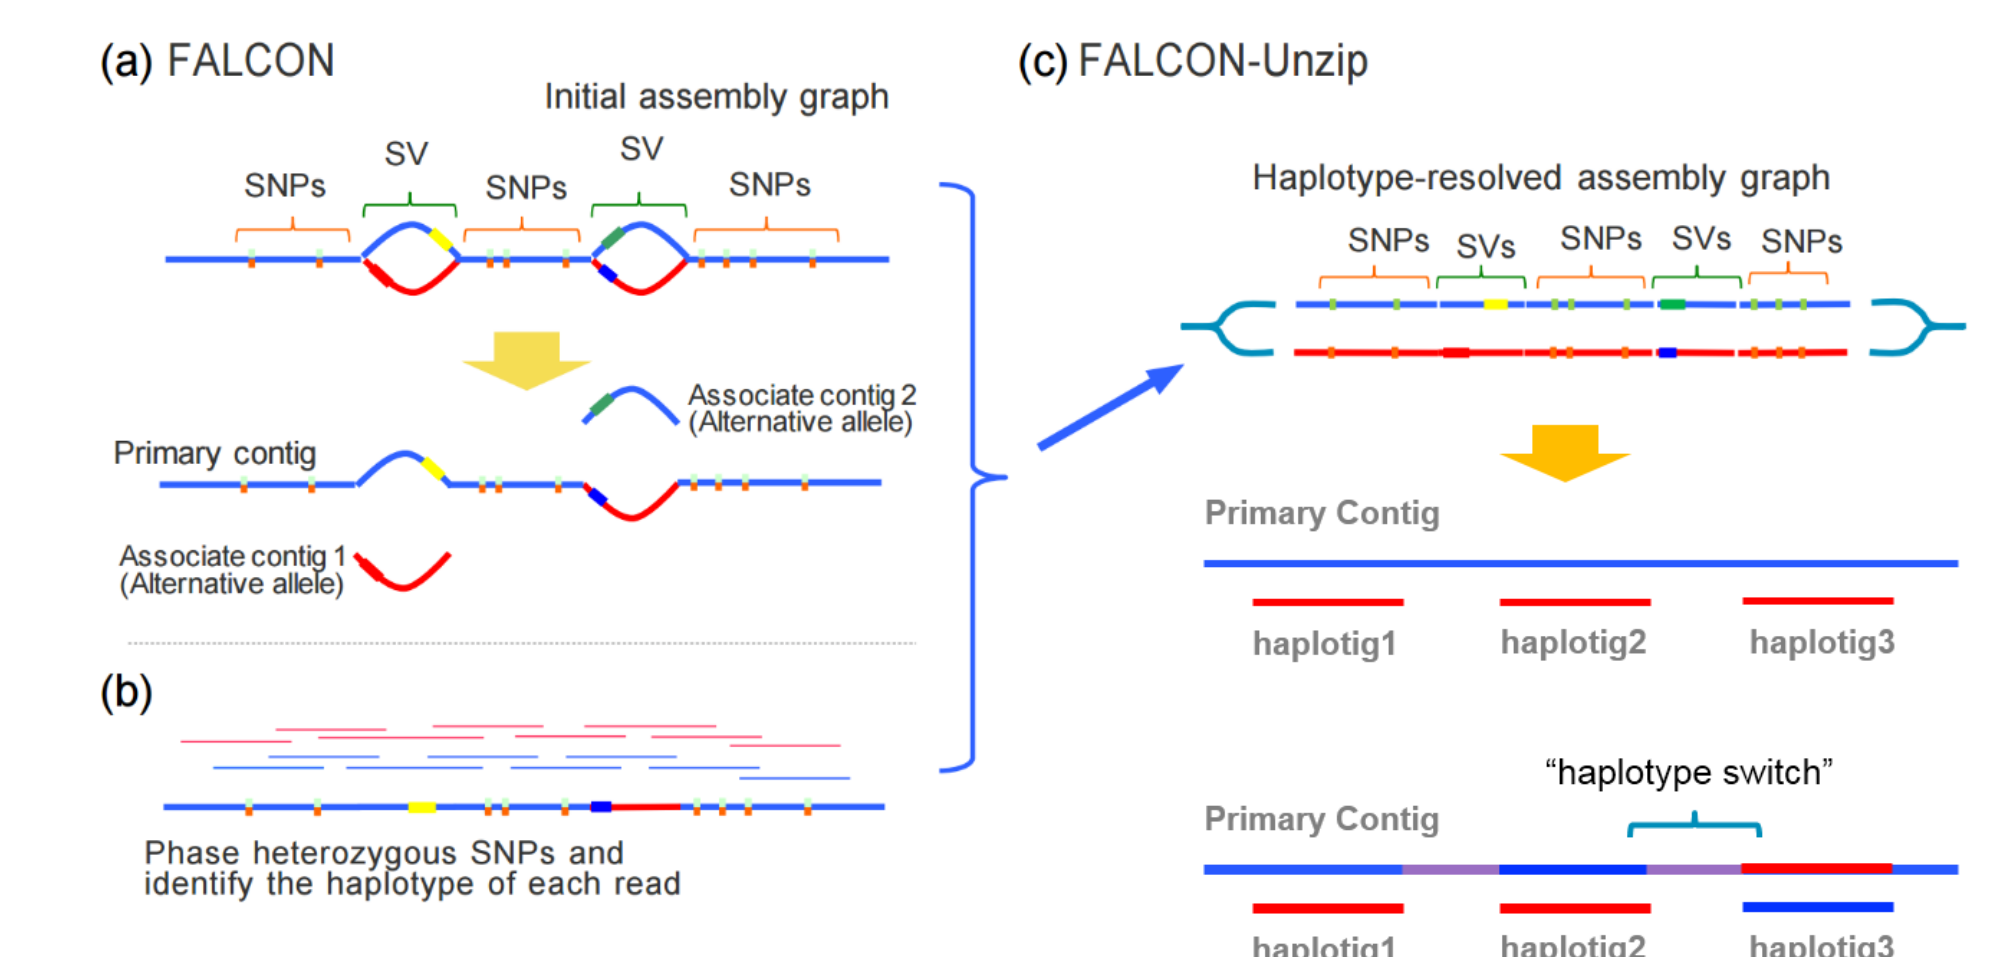 (a) FALCON
Initial assembly graph
SV
SV
SNPs
SNPs
SNPs
Associate contig 2
(Alternative allele)
Primary contig
Associate contig 1
(Alternative allele)
(b)
Phase heterozygous SNPs and
identify the haplotype of each read
(c) FALCON-Unzip
Haplotype-resolved assembly graph
SNPs
SVs
SNPs
SVs
SNPs
Primary Contig
haplotig1
haplotig2
haplotig3
“haplotype switch”
Primary Contig
haplotig1
haplotig2
haplotig3